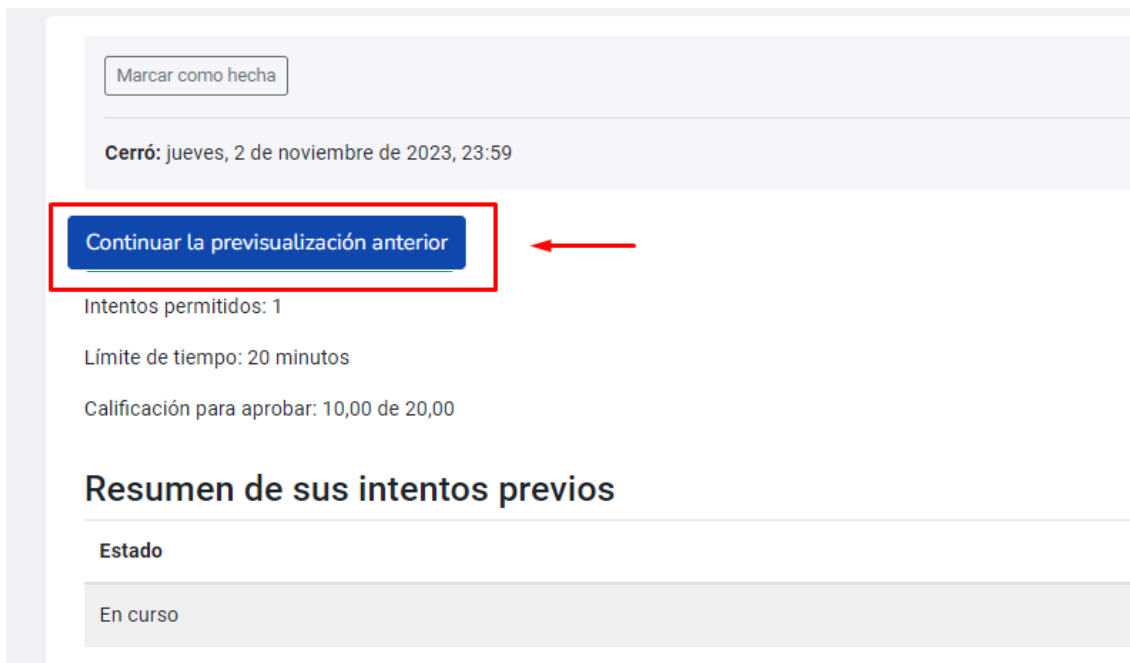 Marcar como hecha
Cerró: jueves, 2 de noviembre de 2023, 23:59
Continuar la previsualización anterior
Intentos permitidos: 1
Límite de tiempo: 20 minutos
Calificación para aprobar: 10,00 de 20,00
Resumen de sus intentos previos
Estado
En curso